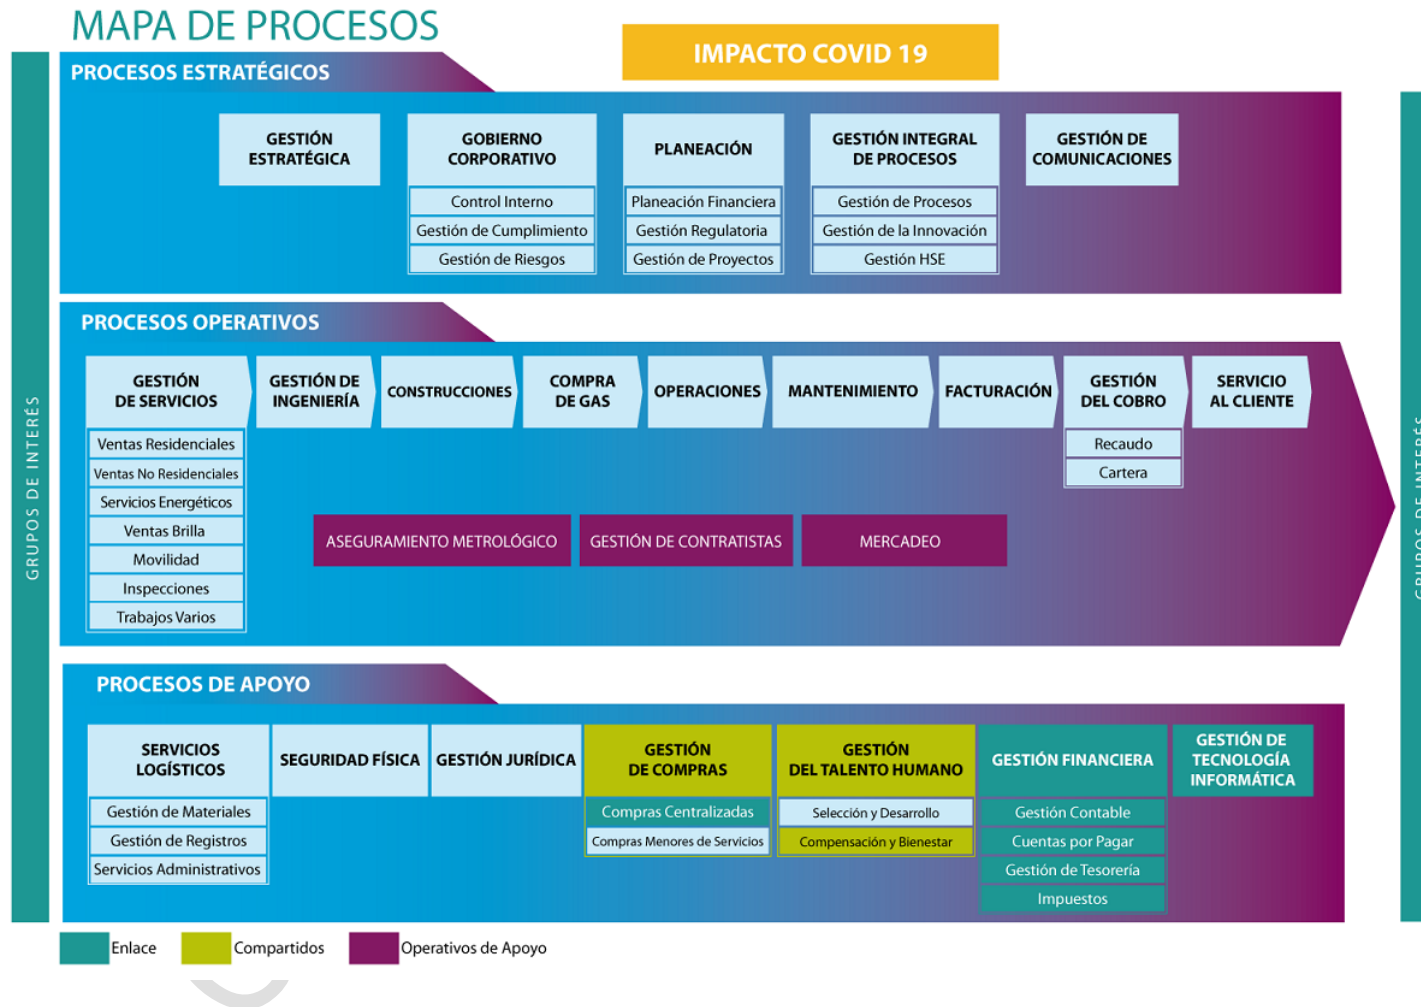 MAPA DE PROCESOS
IMPACTO COVID 19
PROCESOS ESTRATÉGICOS
GESTIÓN
ESTRATÉGICA
GOBIERNO
CORPORATIVO
Control Interno
Gestión de Cumplimiento
Gestión de Riesgos
PLANEACIÓN
Planeación Financiera
Gestión Regulatoria
Gestión de Proyectos
GESTIÓN INTEGRAL
DE PROCESOS
Gestión de Procesos
Gestión de la Innovación
Gestión HSE
GESTIÓN DE
COMUNICACIONES
GRUPOS DE INTERÉS
PROCESOS OPERATIVOS
GESTIÓN
DE SERVICIOS
Ventas Residenciales
Ventas No Residenciales
Servicios Energéticos
Ventas Brilla
Movilidad
Inspecciones
Trabajos Varios
GESTIÓN DE
INGENIERÍA
CONSTRUCCIONES
COMPRA
DE GAS
OPERACIONES
MANTENIMIENTO
FACTURACIÓN
GESTIÓN
DEL COBRO
Recaudo
Cartera
SERVICIO
AL CLIENTE
ASEGURAMIENTO METROLÓGICO
GESTIÓN DE CONTRATISTAS
MERCADEO
GRUPOS DE INTERÉS
PROCESOS DE APOYO
SERVICIOS
LOGÍSTICOS
Gestión de Materiales
Gestión de Registros
Servicios Administrativos
SEGURIDAD FÍSICA
GESTIÓN JURÍDICA
GESTIÓN
DE COMPRAS
Compras Centralizadas
Compras Menores de Servicios
GESTIÓN
DEL TALENTO HUMANO
Selección y Desarrollo
Compensación y Bienestar
GESTIÓN FINANCIERA
Gestión Contable
Cuentas por Pagar
Gestión de Tesorería
Impuestos
GESTIÓN DE
TECNOLOGÍA
INFORMÁTICA
Enlace
Compartidos
Operativos de Apoyo